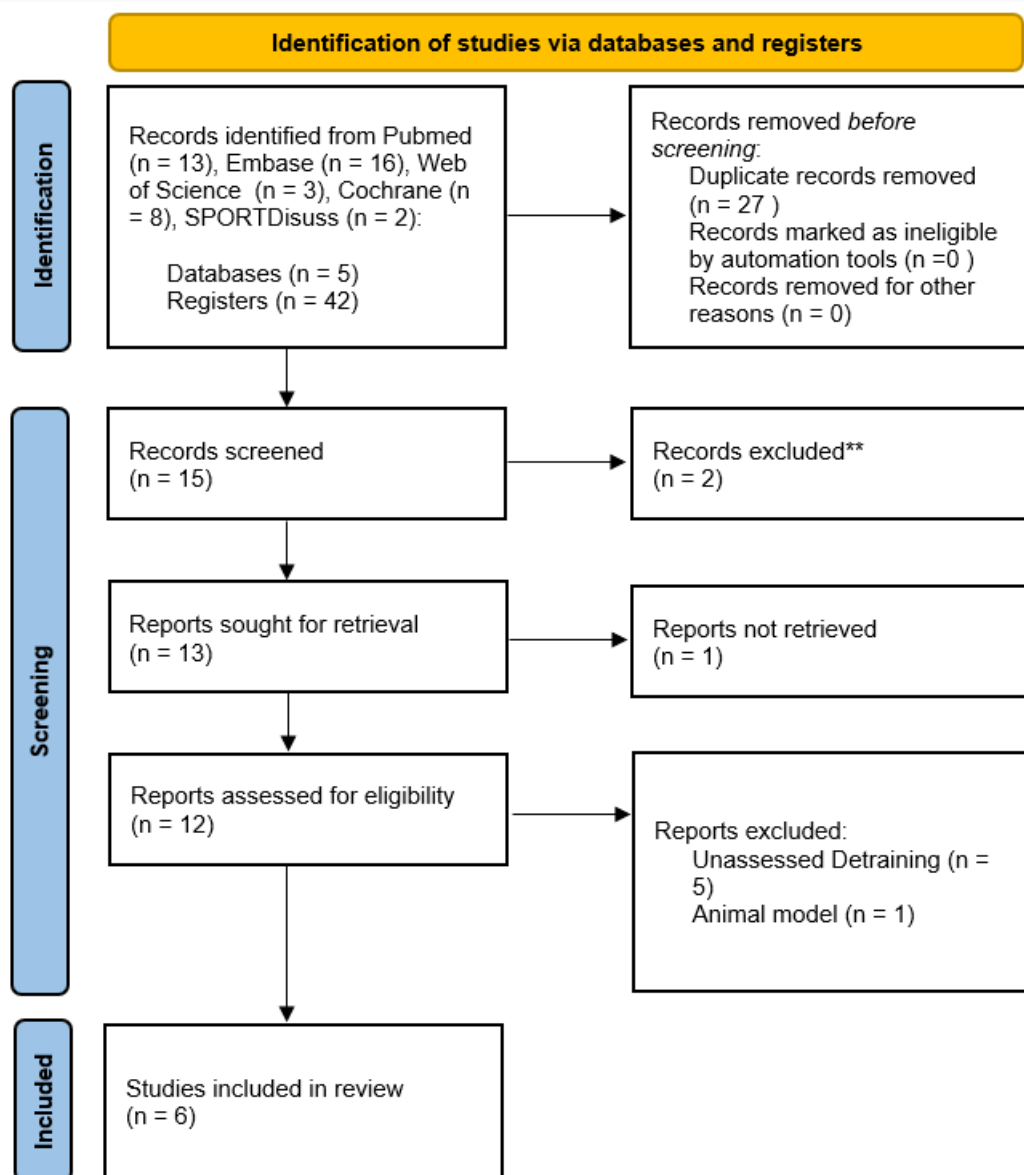 Identification of studies via databases and registers
Identification
Records identified from Pubmed
(n = 13), Embase (n = 16), Web
of Science (n = 3), Cochrane (n
= 8), SPORTDisuss (n = 2):
Databases (n = 5)
Registers (n = 42)
Records removed before
screening:
Duplicate records removed
(n = 27 )
Records marked as ineligible
by automation tools (n =0 )
Records removed for other
reasons (n = 0)
Screening
Records screened
(n = 15)
Records excluded**
(n = 2)
Reports sought for retrieval
(n = 13)
Reports not retrieved
(n = 1)
Reports assessed for eligibility
(n = 12)
Reports excluded:
Unassessed Detraining (n =
5)
Animal model (n = 1)
Included
Studies included in review
(n = 6)